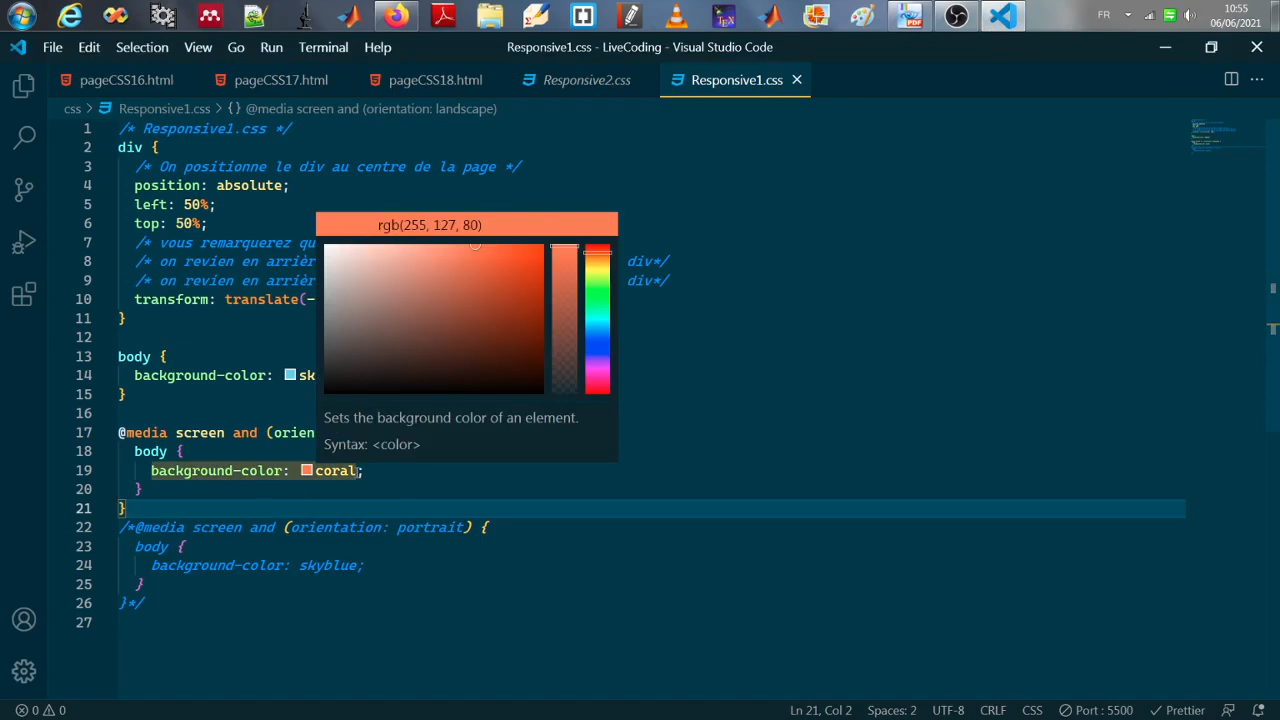 10:55
FR
06/06/2021
File Edit Selection View Go Run Terminal Help
Responsive1.css - LiveCoding - Visual Studio Code
pageCSS16.html pageCSS17.html pageCSS18.html Responsive2.css Responsive1.css
css > Responsive1.css > {} @media screen and (orientation: landscape)
1 /* Responsive1.css */
2 div {
3 /* On positionne le div au centre de la page */
4 position: absolute;
5 left: 50%;
6 top: 50%;
rgb(255, 127, 80)
7 /* vous remarquerez qu
8 /* on revien en arrièr div*/
9 /* on revien en arrièr div*/
10 transform: translate(-
11 }
12
13 body {
14 background-color: sk
15 }
16
Sets the background color of an element.
17 @media screen and (orien
Syntax: <color>
18 body {
19 background-color: coral;
20 }
21 }
22 /*@media screen and (orientation: portrait) {
23 body {
24 background-color: skyblue;
25 }
26 }*/
27
0 0 Ln 21, Col 2 Spaces: 2 UTF-8 CRLF CSS Port : 5500 Prettier